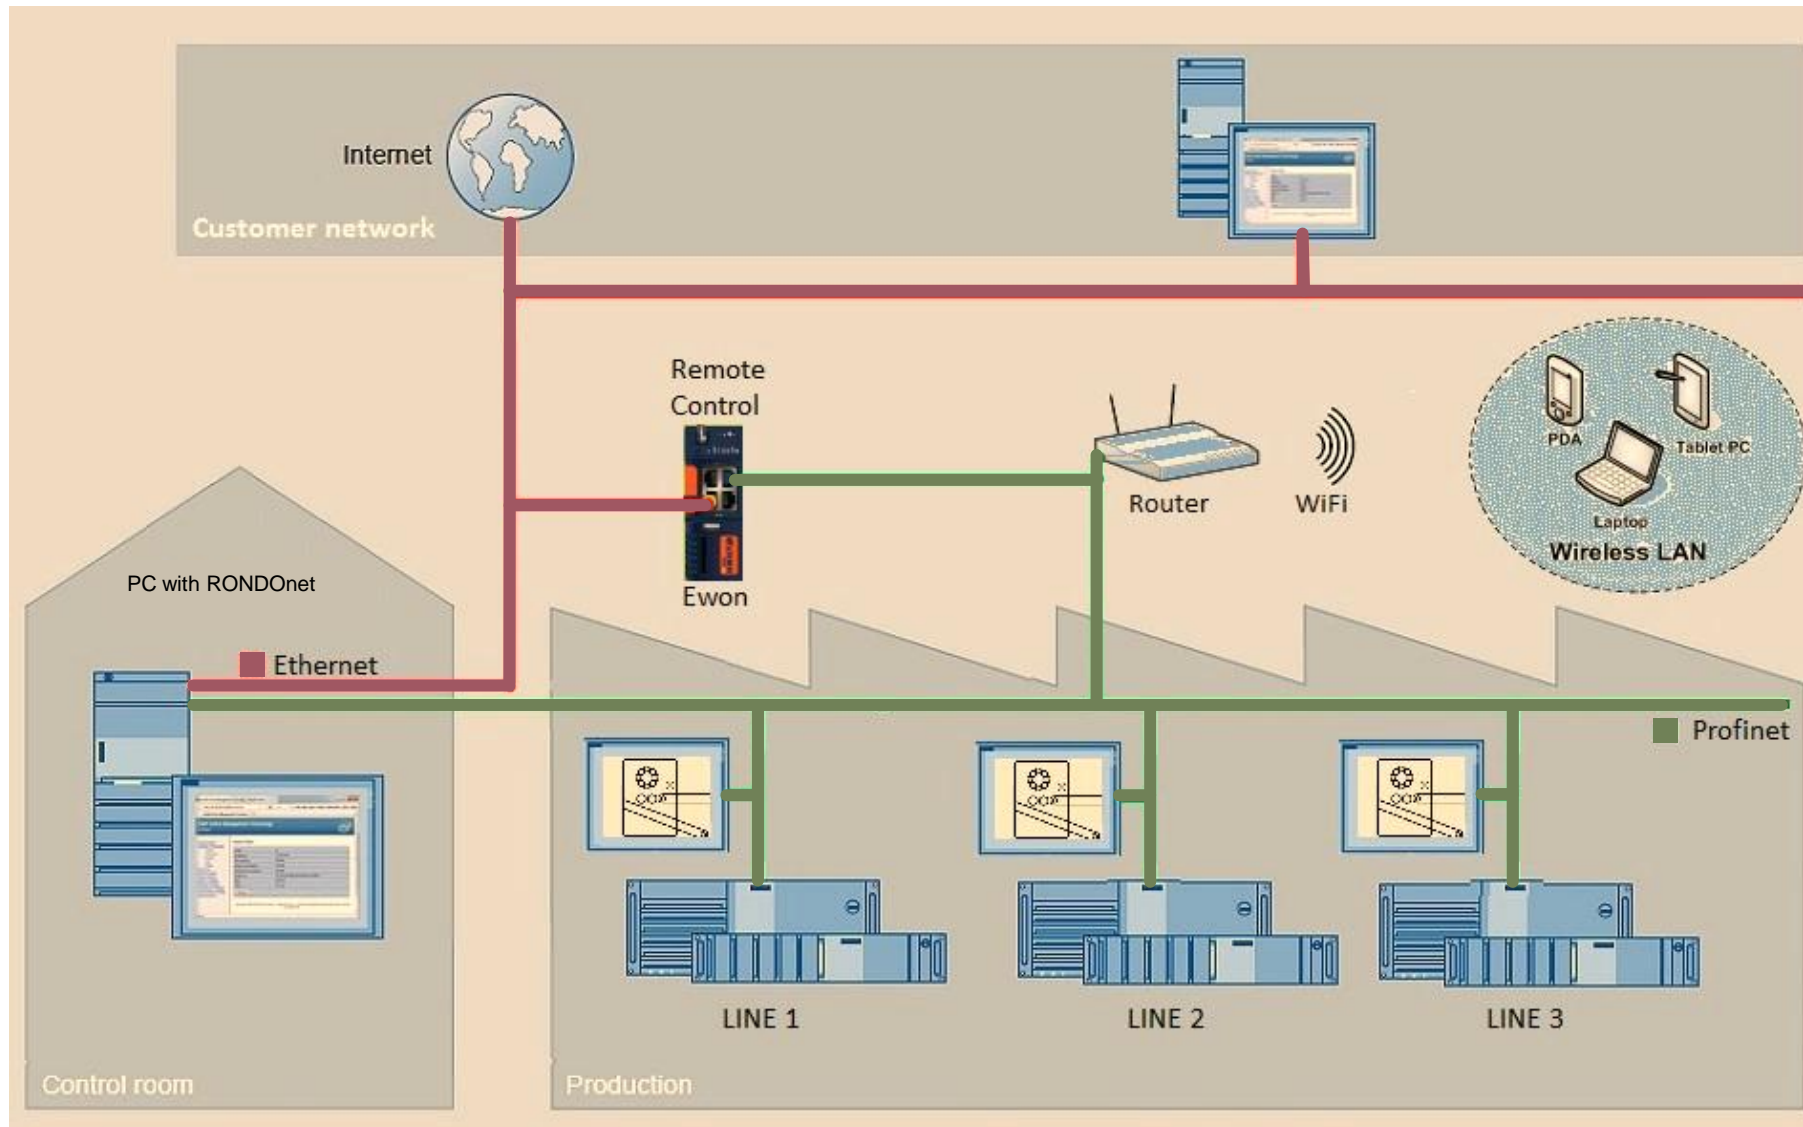 Internet
Customer network
Remote
Control
PDA
Tablet PC
Router
WiFi
Laptop
Wireless LAN
PC with RONDOnet
Ewon
Ethernet
Profinet
LINE 1
LINE 2
LINE 3
Control room
Production